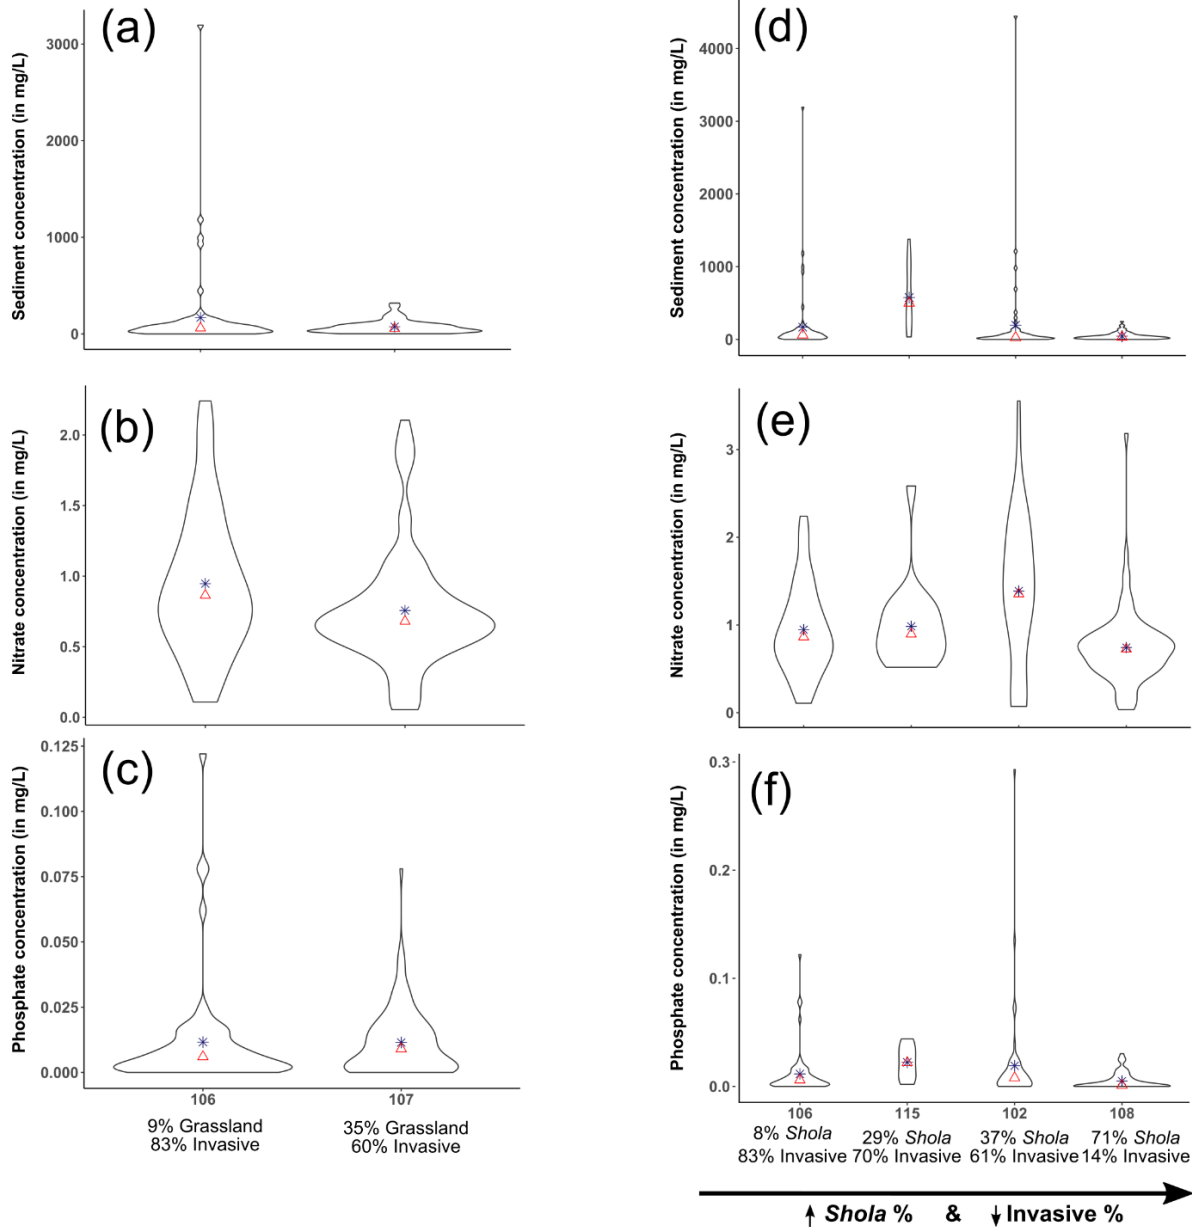 (a)
Sediment concentration (in mg/L)
3000
2000
1000
0
(b)
Nitrate concentration (in mg/L)
2.0
1.5
1.0
0.5
0.0
(c)
Phosphate concentration (in mg/L)
0.125
0.100
0.075
0.050
0.025
0.000
106
107
9% Grassland
83% Invasive
35% Grassland
60% Invasive
(d)
Sediment concentration (in mg/L)
4000
3000
2000
1000
0
(e)
Nitrate concentration (in mg/L)
3
2
1
0
(f)
Phosphate concentration (in mg/L)
0.3
0.2
0.1
0.0
106
115
102
108
8% Shola
83% Invasive
29% Shola
70% Invasive
37% Shola
61% Invasive
71% Shola
14% Invasive
↑ Shola % & ↓ Invasive %